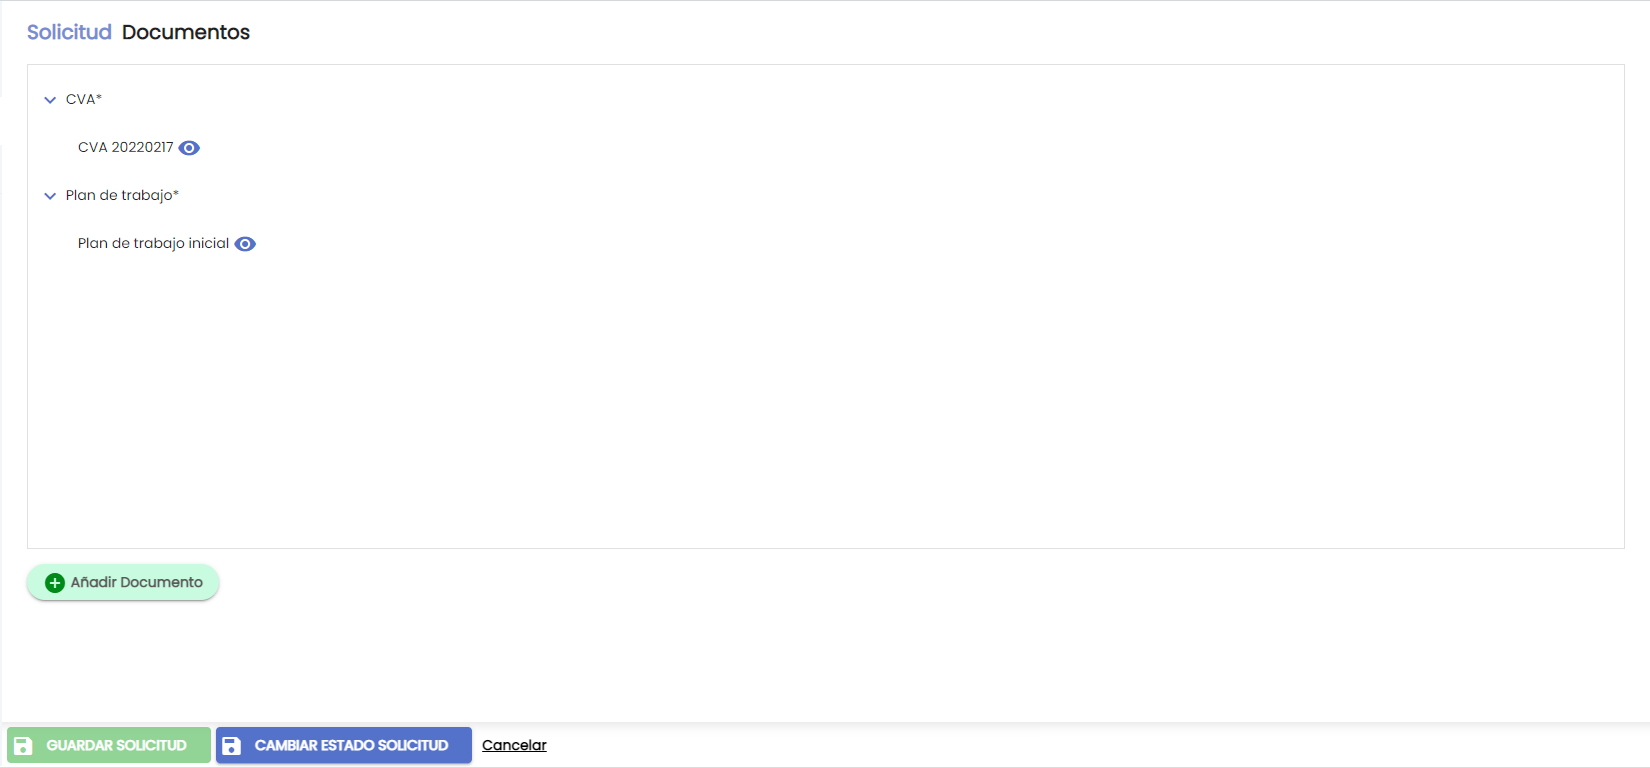 Solicitud Documentos
CVA*
CVA 20220217
Plan de trabajo*
Plan de trabajo inicial
Añadir Documento
GUARDAR SOLICITUD CAMBIAR ESTADO SOLICITUD Cancelar